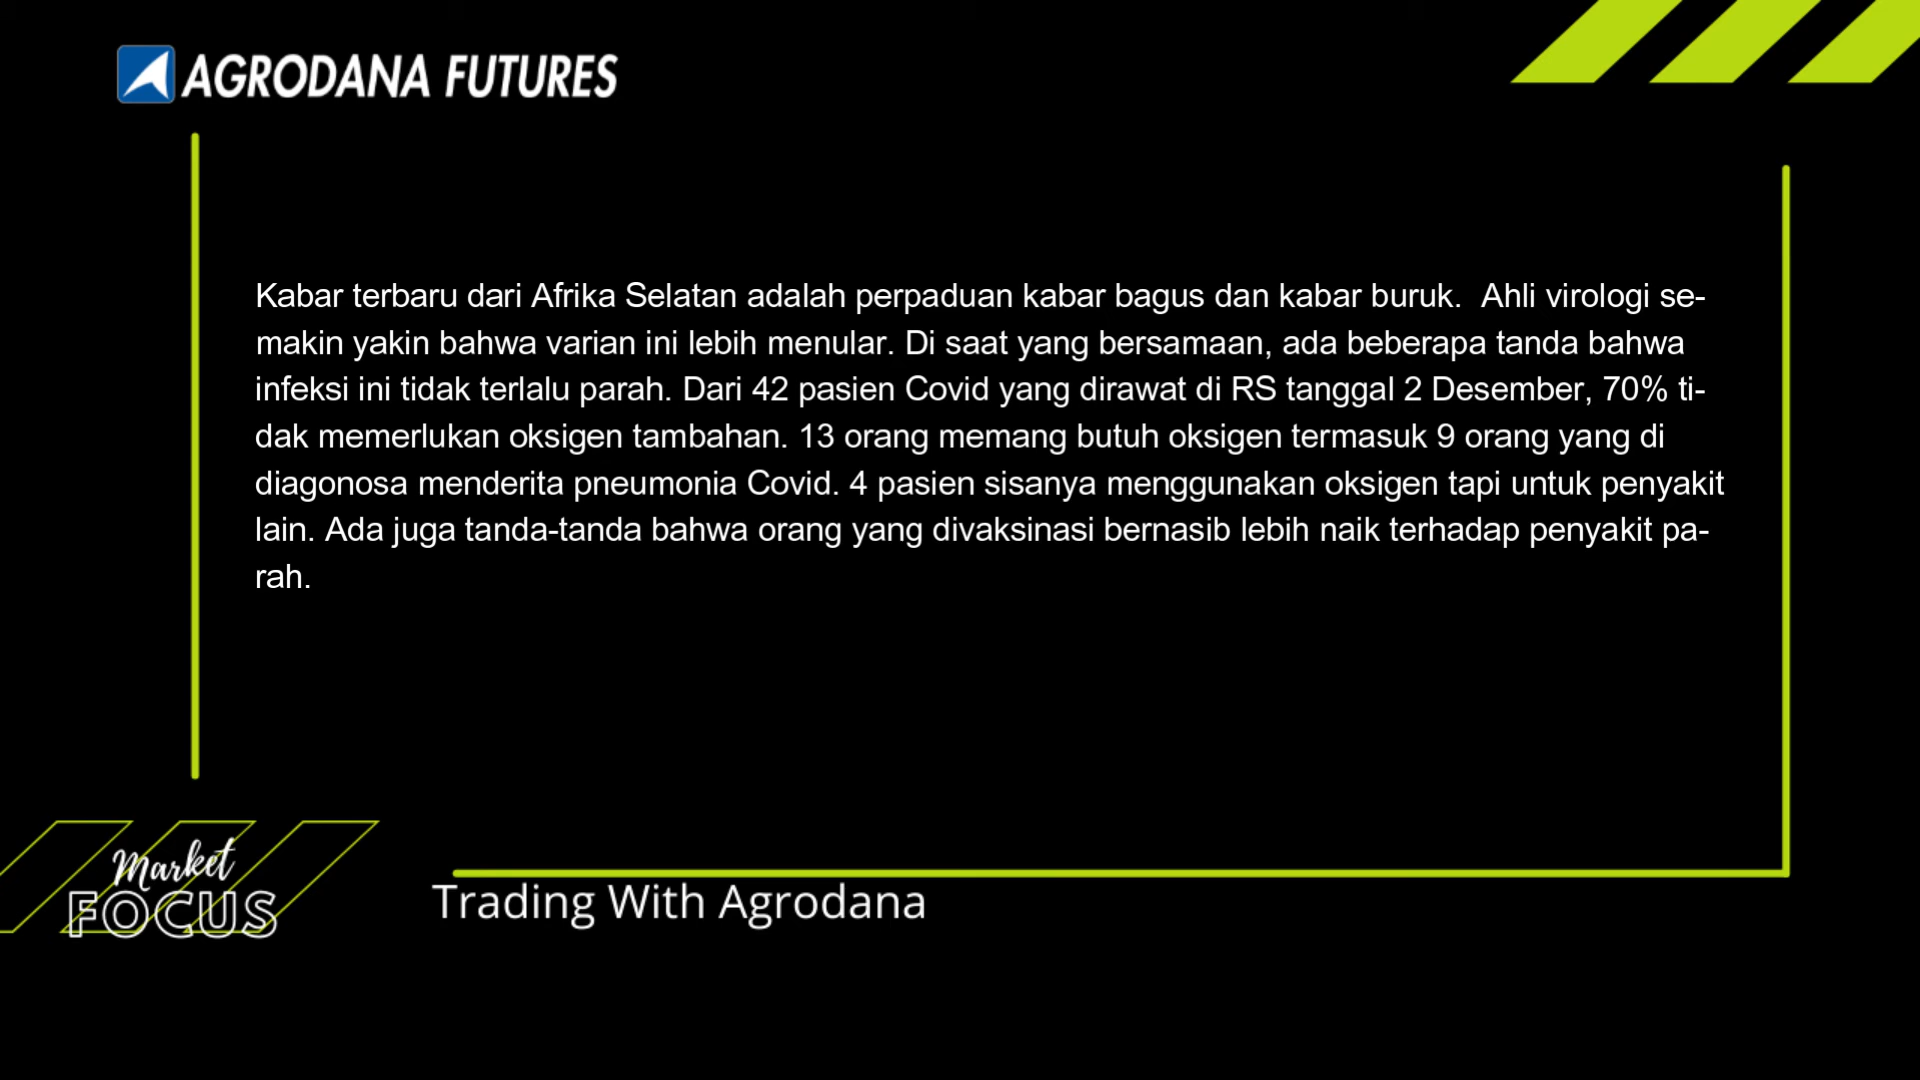 AGRODANA FUTURES
Kabar terbaru dari Afrika Selatan adalah perpaduan kabar bagus dan kabar buruk.  Ahli virologi se-
makin yakin bahwa varian ini lebih menular. Di saat yang bersamaan, ada beberapa tanda bahwa
infeksi ini tidak terlalu parah. Dari 42 pasien Covid yang dirawat di RS tanggal 2 Desember, 70% ti-
dak memerlukan oksigen tambahan. 13 orang memang butuh oksigen termasuk 9 orang yang di
diagonosa menderita pneumonia Covid. 4 pasien sisanya menggunakan oksigen tapi untuk penyakit
lain. Ada juga tanda-tanda bahwa orang yang divaksinasi bernasib lebih naik terhadap penyakit pa-
rah.
Market
FOCUS
Trading With Agrodana